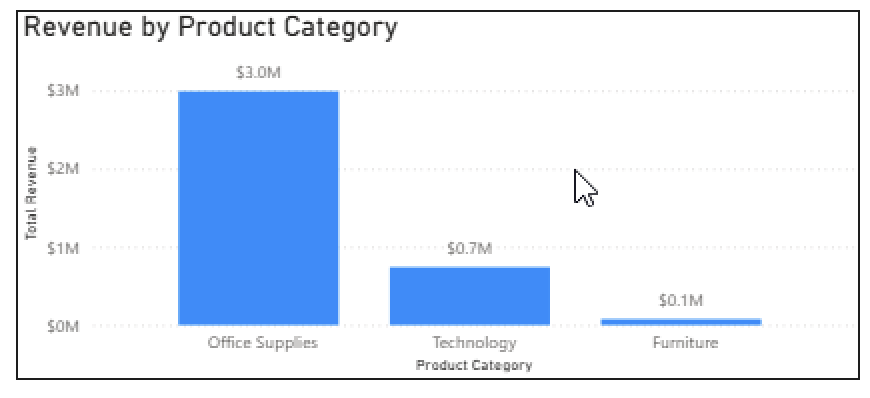 Revenue by Product Category
$3.0M
$3M
$2M
Total Revenue
$1M
$0.7M
$0.1M
$0M
Office Supplies
Technology
Furniture
Product Category